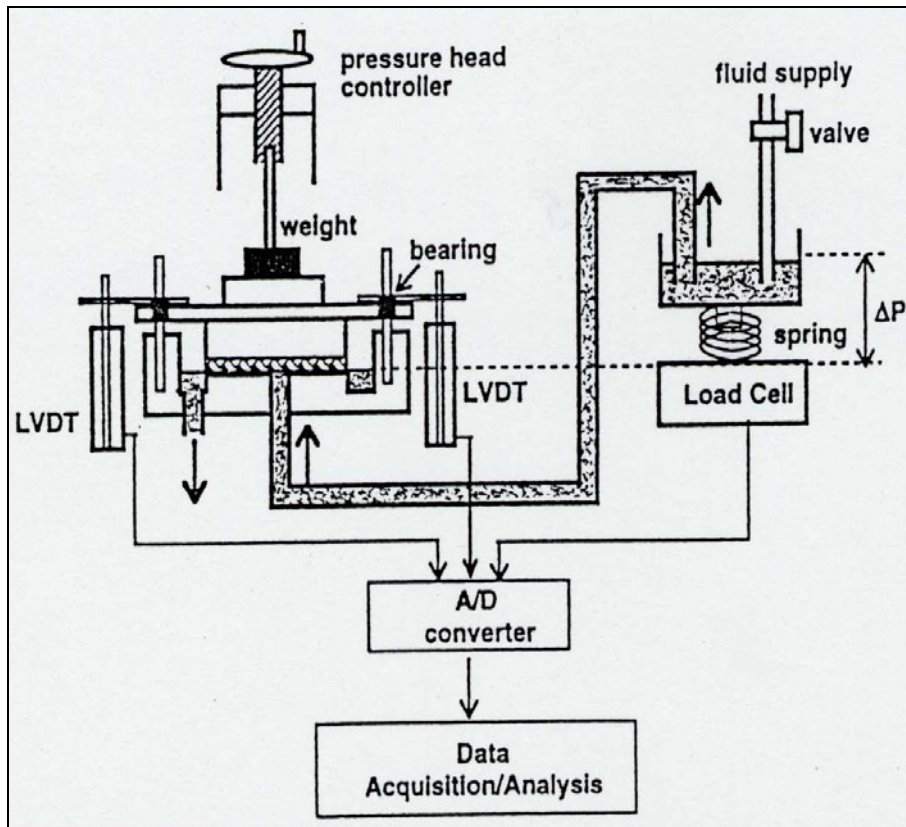 pressure head
controller
fluid supply
valve
weight
bearing
ΔP
spring
LVDT
LVDT
Load Cell
A/D
converter
Data
Acquisition/Analysis